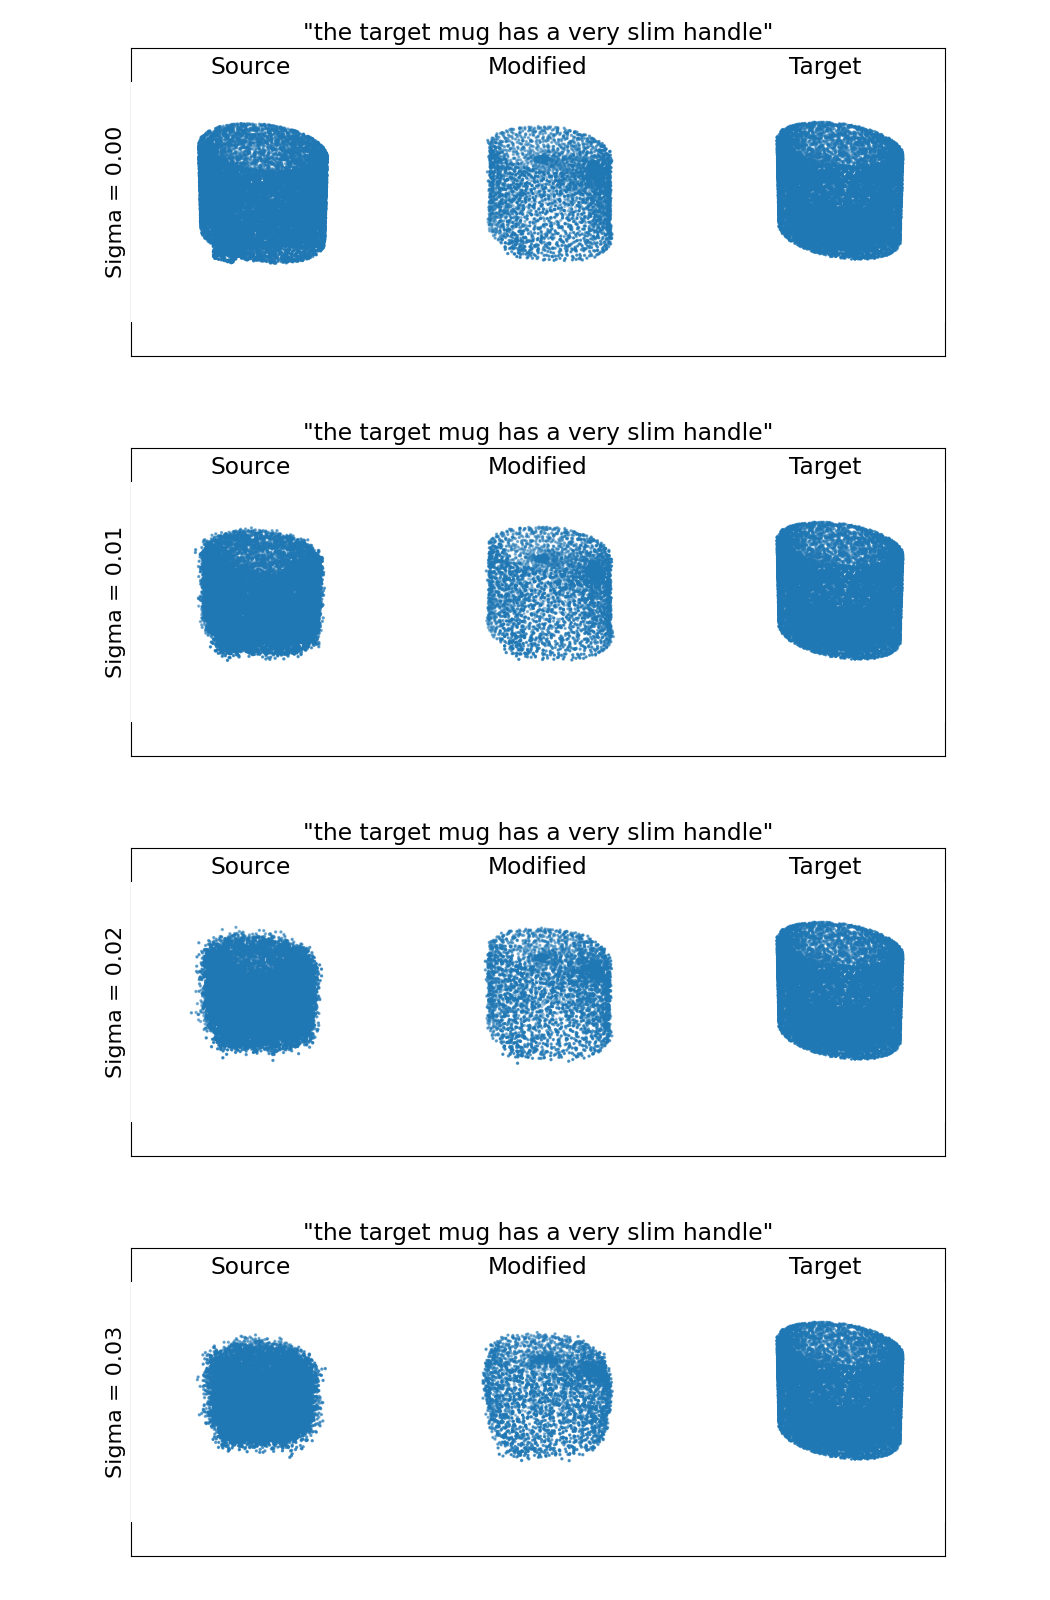 "the target mug has a very slim handle"
Source Modified Target
Sigma = 0.00
"the target mug has a very slim handle"
Source Modified Target
Sigma = 0.01
"the target mug has a very slim handle"
Source Modified Target
Sigma = 0.02
"the target mug has a very slim handle"
Source Modified Target
Sigma = 0.03